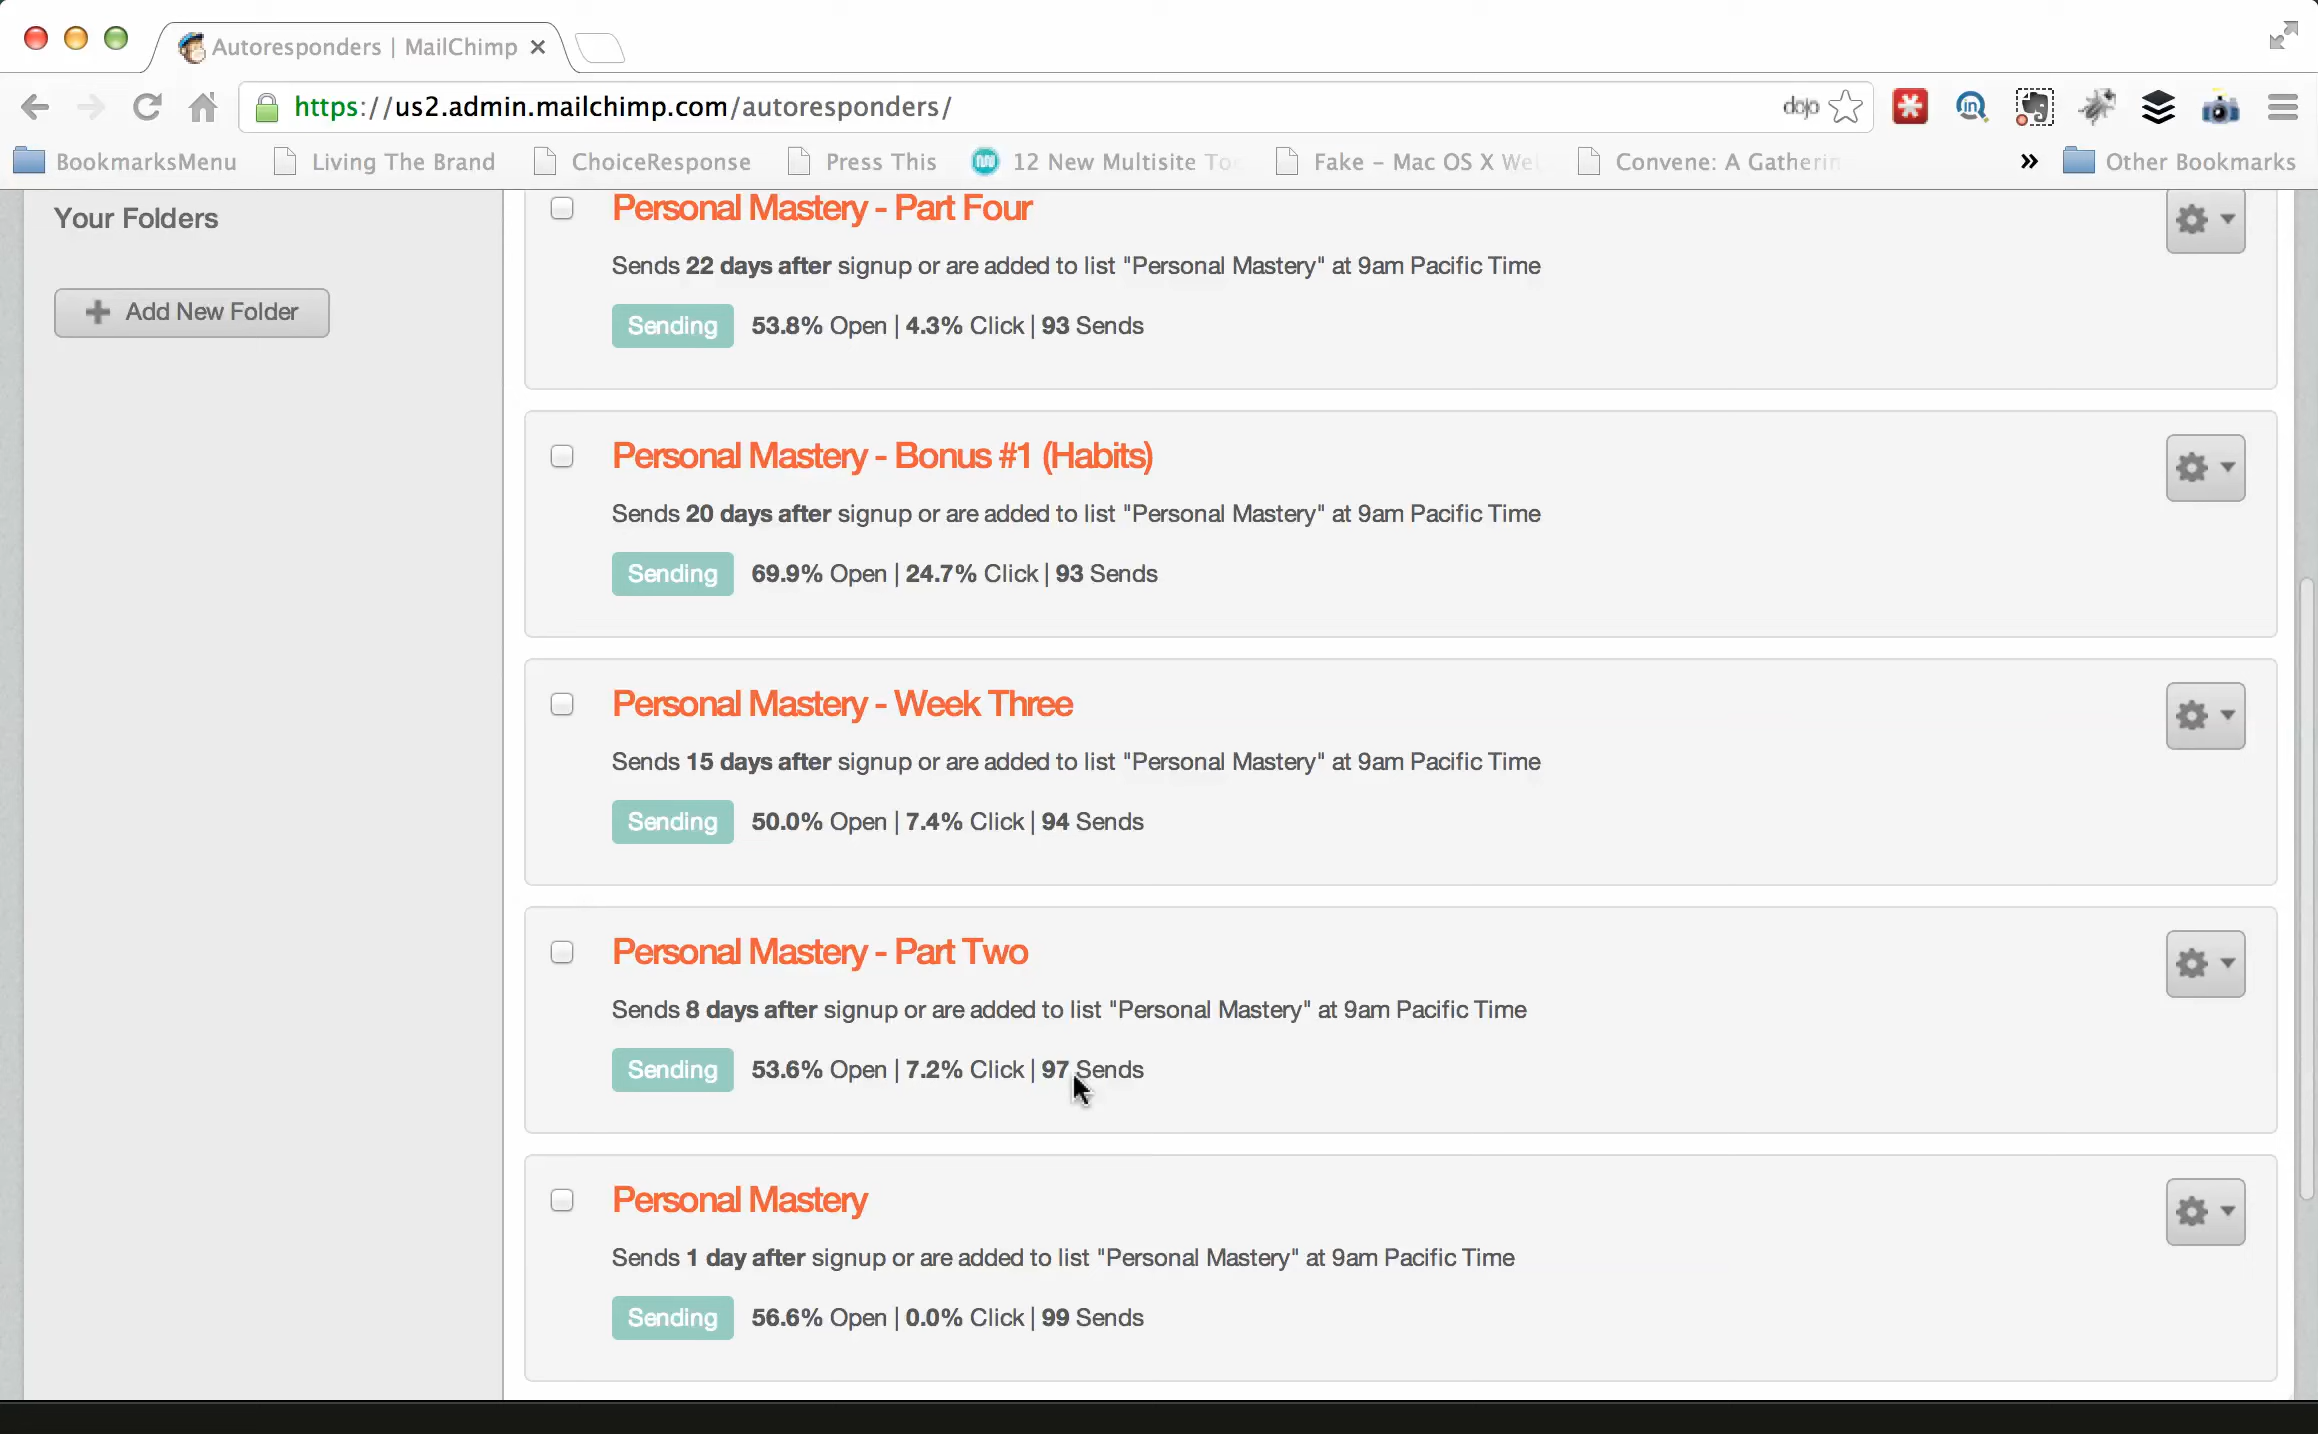 Autoresponders | MailChimp
https://us2.admin.mailchimp.com/autoresponders/
dojo
BookmarksMenu
Living The Brand
ChoiceResponse
Press This
12 New Multisite To
Fake – Mac OS X We
Convene: A Gatherin
»
Other Bookmarks
Your Folders
Add New Folder
Personal Mastery - Part Four
Sends 22 days after signup or are added to list "Personal Mastery" at 9am Pacific Time
Sending 53.8% Open | 4.3% Click | 93 Sends
Personal Mastery - Bonus #1 (Habits)
Sends 20 days after signup or are added to list "Personal Mastery" at 9am Pacific Time
Sending 69.9% Open | 24.7% Click | 93 Sends
Personal Mastery - Week Three
Sends 15 days after signup or are added to list "Personal Mastery" at 9am Pacific Time
Sending 50.0% Open | 7.4% Click | 94 Sends
Personal Mastery - Part Two
Sends 8 days after signup or are added to list "Personal Mastery" at 9am Pacific Time
Sending 53.6% Open | 7.2% Click | 97 Sends
Personal Mastery
Sends 1 day after signup or are added to list "Personal Mastery" at 9am Pacific Time
Sending 56.6% Open | 0.0% Click | 99 Sends